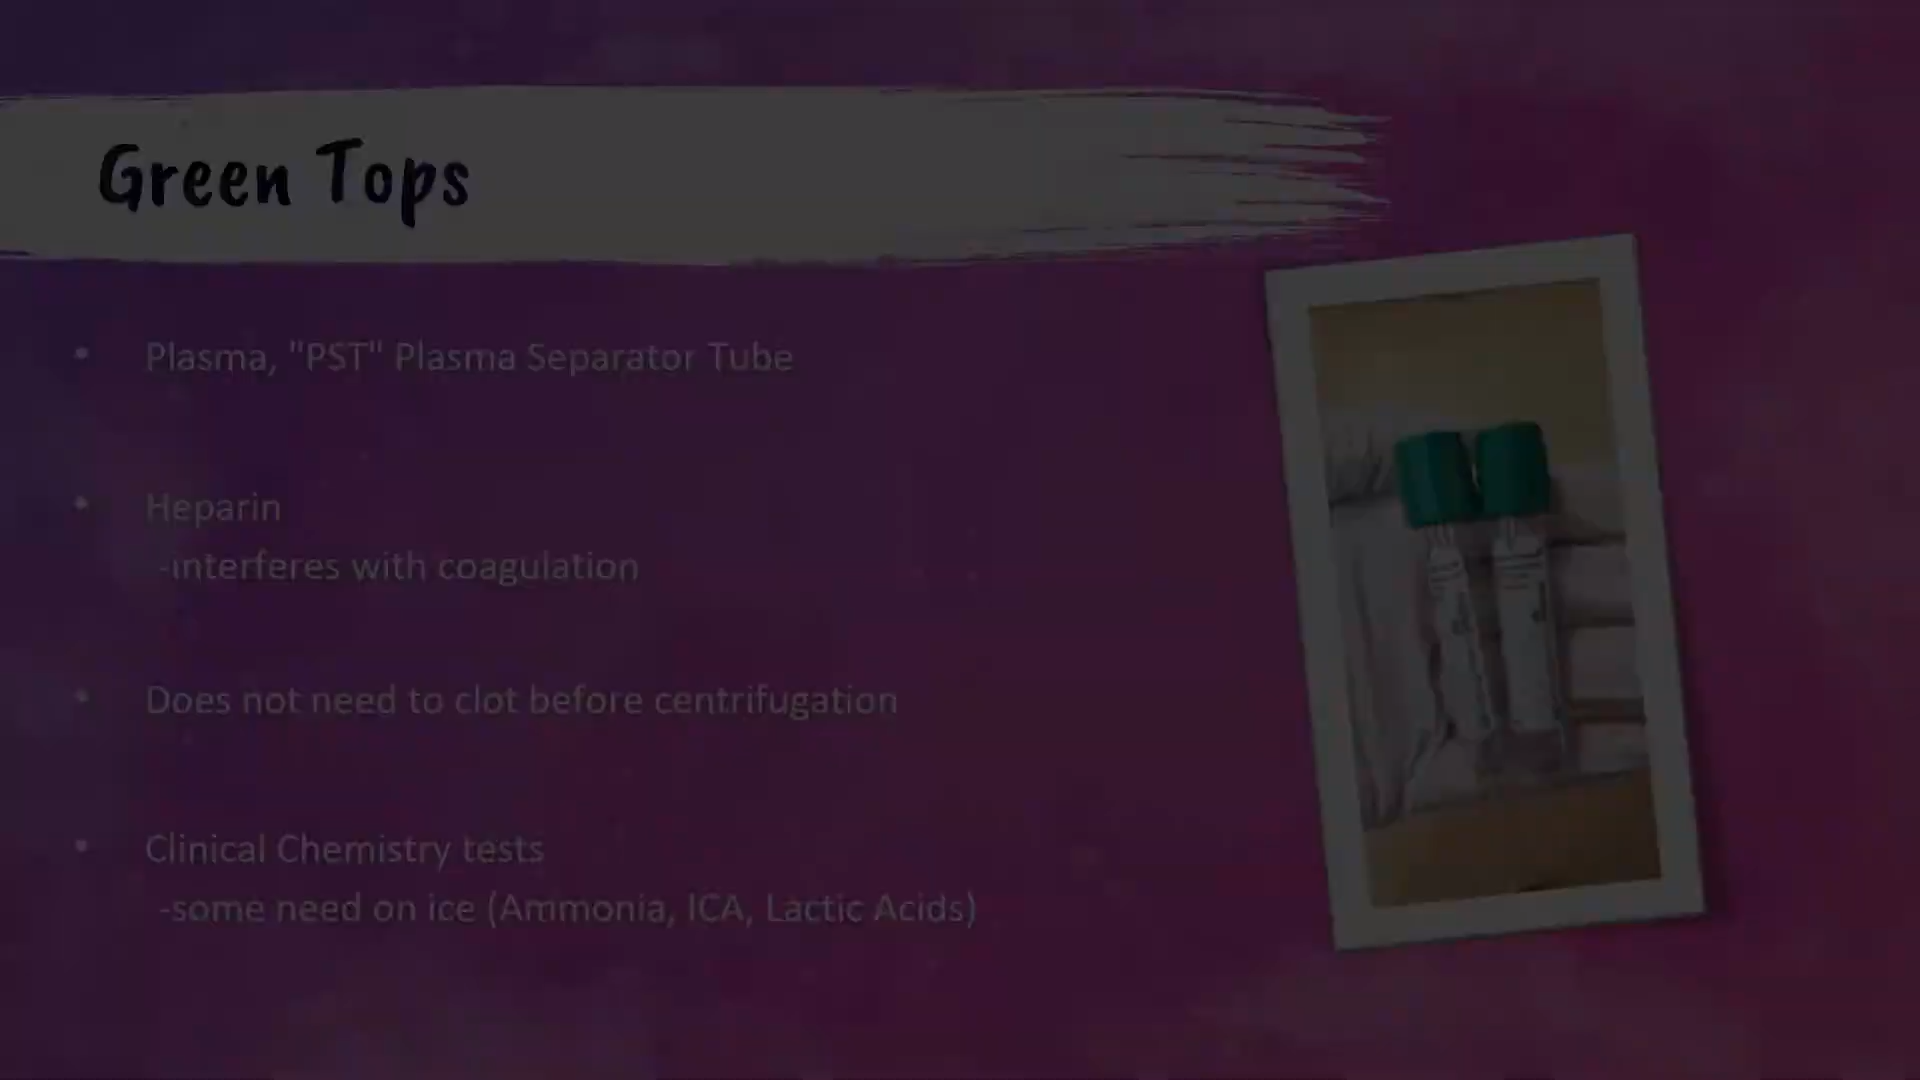 Green Tops
• Plasma, "PST" Plasma Separator Tube
• Heparin
-interferes with coagulation
• Does not need to clot before centrifugation
• Clinical Chemistry tests
-some need on ice (Ammonia, ICA, Lactic Acids)